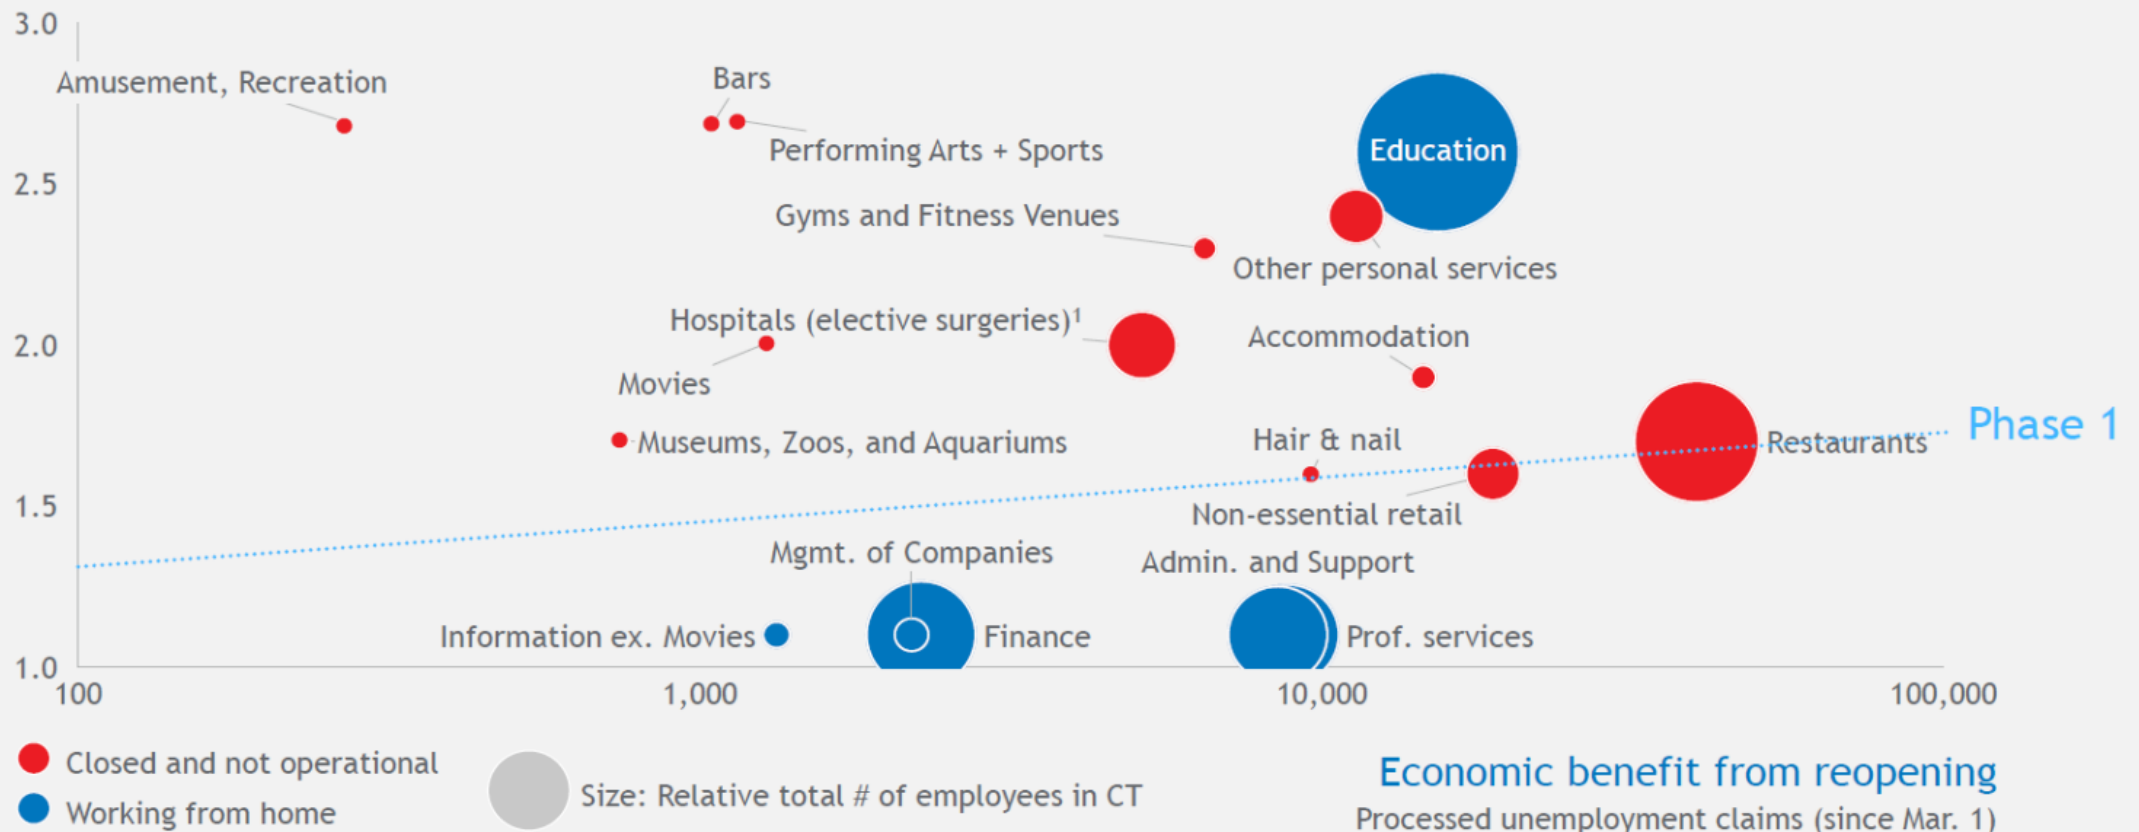 3.0
Amusement, Recreation
Bars
Performing Arts + Sports
Education
2.5
Gyms and Fitness Venues
Other personal services
Hospitals (elective surgeries)¹
2.0
Accommodation
Movies
Museums, Zoos, and Aquariums
Hair & nail
Restaurants
Phase 1
1.5
Non-essential retail
Mgmt. of Companies
Admin. and Support
Information ex. Movies
Finance
Prof. services
1.0
100
1,000
10,000
100,000
Closed and not operational
Working from home
Size: Relative total # of employees in CT
Economic benefit from reopening
Processed unemployment claims (since Mar. 1)